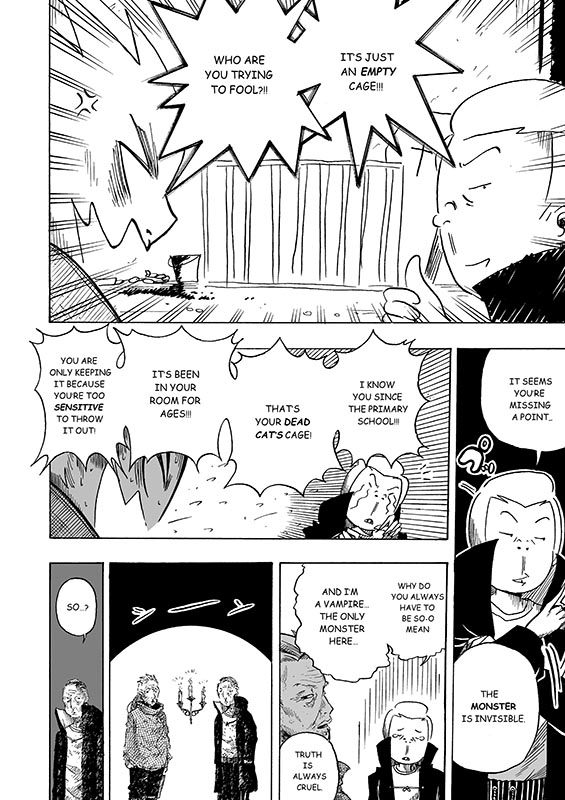 IT'S JUST
AN EMPTY
CAGE!!!
WHO ARE
YOU TRYING
TO FOOL?!!
IT SEEMS
YOU'RE
MISSING
A POINT..
THE
MONSTER
IS INVISIBLE.
I KNOW
YOU SINCE
THE PRIMARY
SCHOOL!!!
THAT'S
YOUR DEAD
CAT'S CAGE!
IT'S BEEN
IN YOUR
ROOM FOR
AGES!!!
YOU ARE
ONLY KEEPING
IT BECAUSE
YOU'RE TOO
SENSITIVE
TO THROW
IT OUT!
WHY DO
YOU ALWAYS
HAVE TO
BE SO-O
MEAN
AND I'M
A VAMPIRE...
THE ONLY
MONSTER
HERE...
TRUTH
IS
ALWAYS
CRUEL.
SO..?